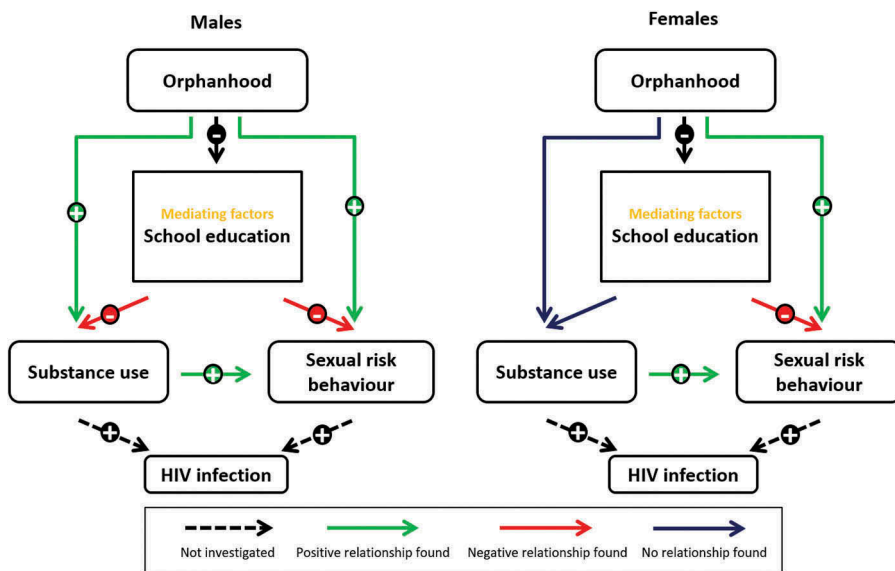 Males
Orphanhood
-
+
+
Mediating factors
School education
-
-
Substance use
+
Sexual risk
behaviour
+
+
HIV infection
Females
Orphanhood
-
+
Mediating factors
School education
-
Substance use
+
Sexual risk
behaviour
+
+
HIV infection
Not investigated
Positive relationship found
Negative relationship found
No relationship found